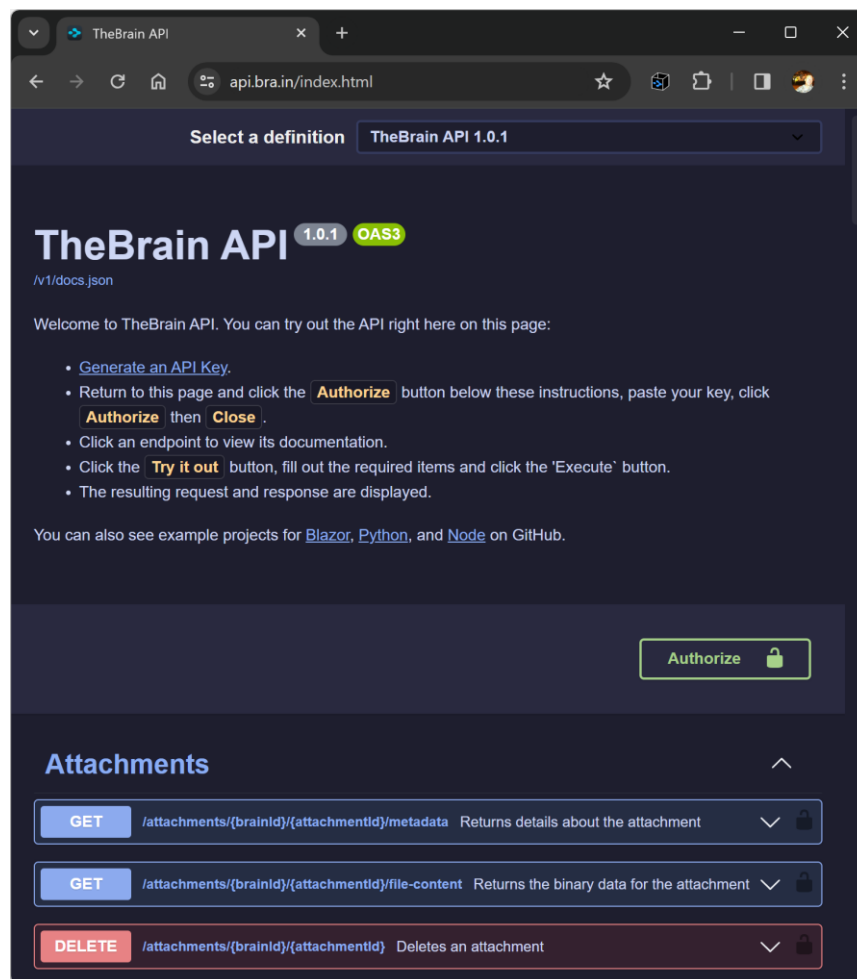 TheBrain API
api.bra.in/index.html
Select a definition TheBrain API 1.0.1
TheBrain API 1.0.1 OAS3
/v1/docs.json
Welcome to TheBrain API. You can try out the API right here on this page:
• Generate an API Key.
• Return to this page and click the Authorize button below these instructions, paste your key, click
Authorize then Close .
• Click an endpoint to view its documentation.
• Click the Try it out button, fill out the required items and click the 'Execute` button.
• The resulting request and response are displayed.
You can also see example projects for Blazor, Python, and Node on GitHub.
Authorize
Attachments
GET /attachments/{brainId}/{attachmentId}/metadata Returns details about the attachment
GET /attachments/{brainId}/{attachmentId}/file-content Returns the binary data for the attachment
DELETE /attachments/{brainId}/{attachmentId} Deletes an attachment